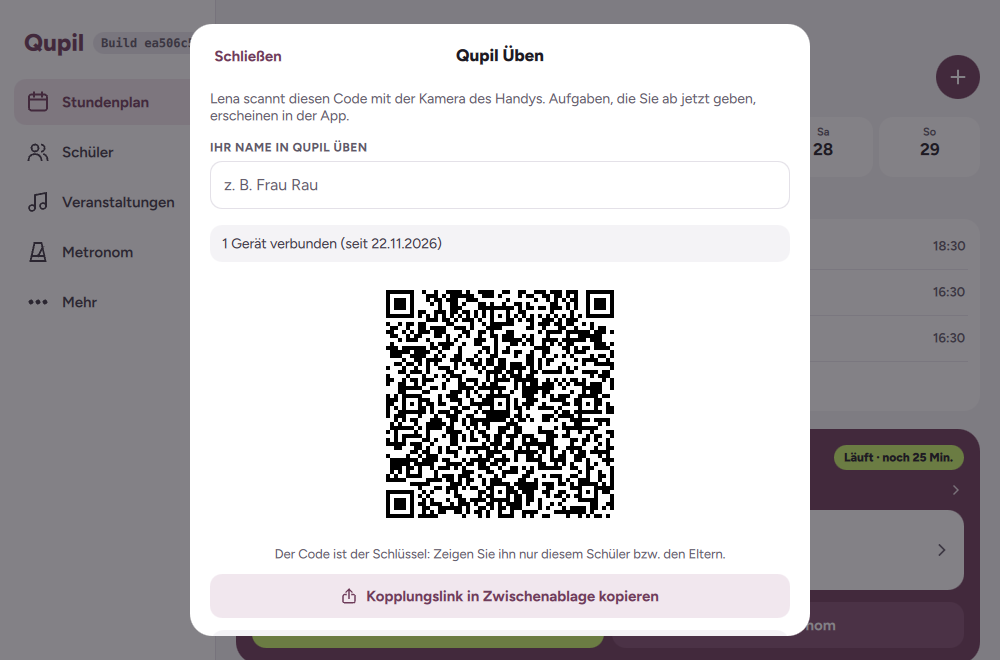 Qupil
Build ea506c5
Stundenplan
Schüler
Veranstaltungen
Metronom
Mehr
Schließen
Qupil Üben
Lena scannt diesen Code mit der Kamera des Handys. Aufgaben, die Sie ab jetzt geben,
erscheinen in der App.
IHR NAME IN QUPIL ÜBEN
z. B. Frau Rau
1 Gerät verbunden (seit 22.11.2026)
Der Code ist der Schlüssel: Zeigen Sie ihn nur diesem Schüler bzw. den Eltern.
Kopplungslink in Zwischenablage kopieren
Sa
28
So
29
18:30
16:30
16:30
Läuft · noch 25 Min.
nom